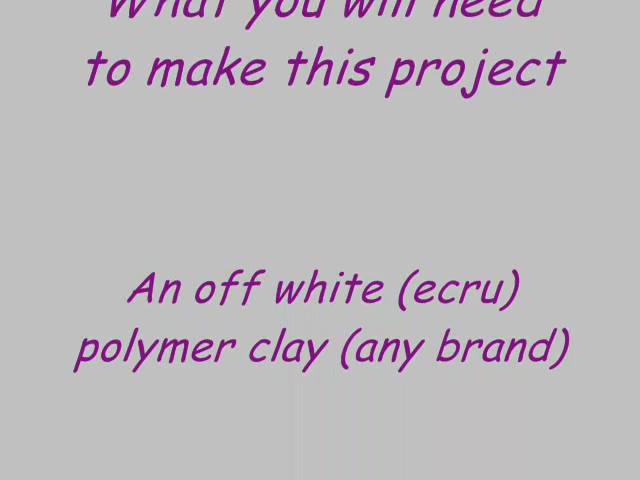 What you will need
to make this project
An off white (ecru)
polymer clay (any brand)